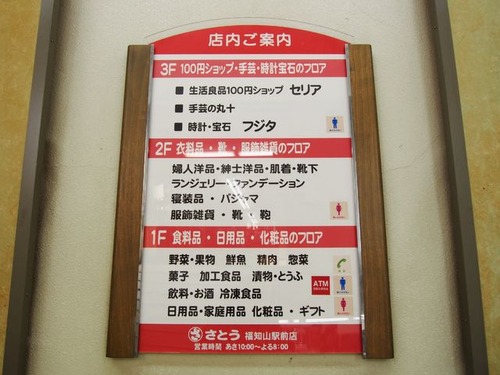 店内ご案内
3F 100円ショップ・手芸・時計宝石のフロア
■ 生活良品100円ショップ セリア
■ 手芸の丸十
■ 時計・宝石 フジタ
2F 衣料品・靴・服飾雑貨のフロア
婦人洋品・紳士洋品・肌着・靴下
ランジェリー・ファンデーション
寝装品・パジャマ
服飾雑貨・靴・鞄
1F 食料品・日用品・化粧品のフロア
野菜・果物 鮮魚 精肉 惣菜
菓子 加工食品 漬物・とうふ
ATM
飲料・お酒 冷凍食品
日用品・家庭用品 化粧品・ギフト
さとう 福知山駅前店
営業時間 あさ10:00~よる8:00